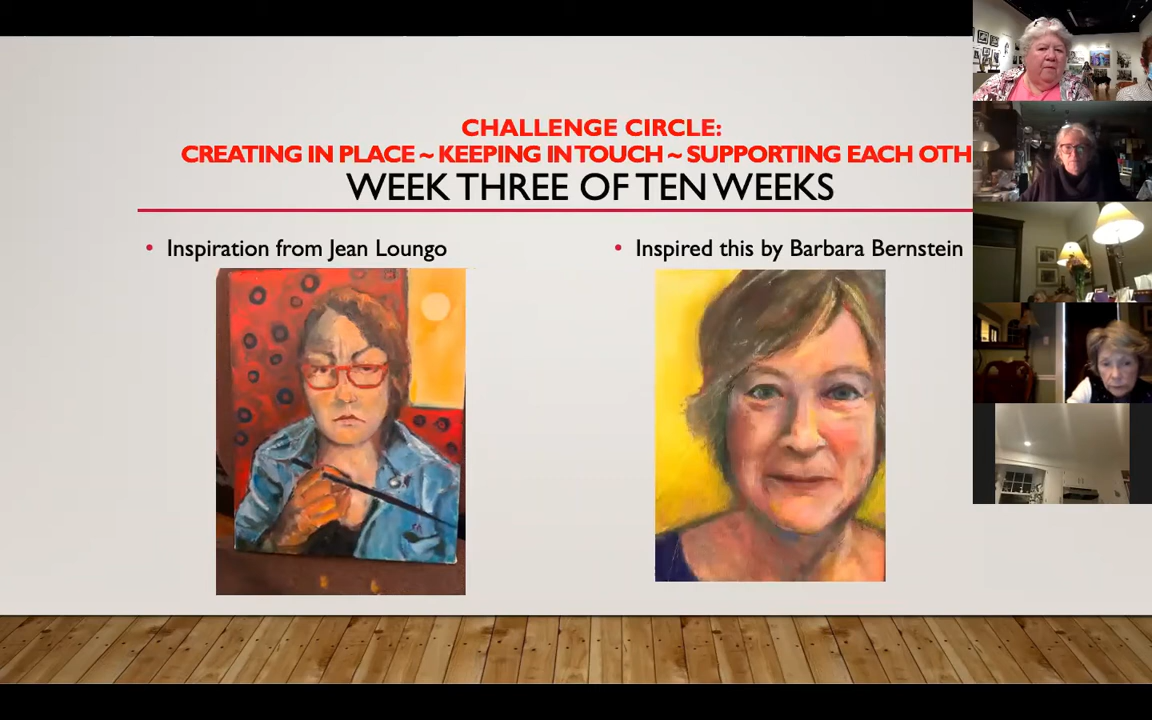 CHALLENGE CIRCLE:
CREATING IN PLACE ~ KEEPING IN TOUCH ~ SUPPORTING EACH OTH
WEEK THREE OF TEN WEEKS
• Inspiration from Jean Loungo
• Inspired this by Barbara Bernstein